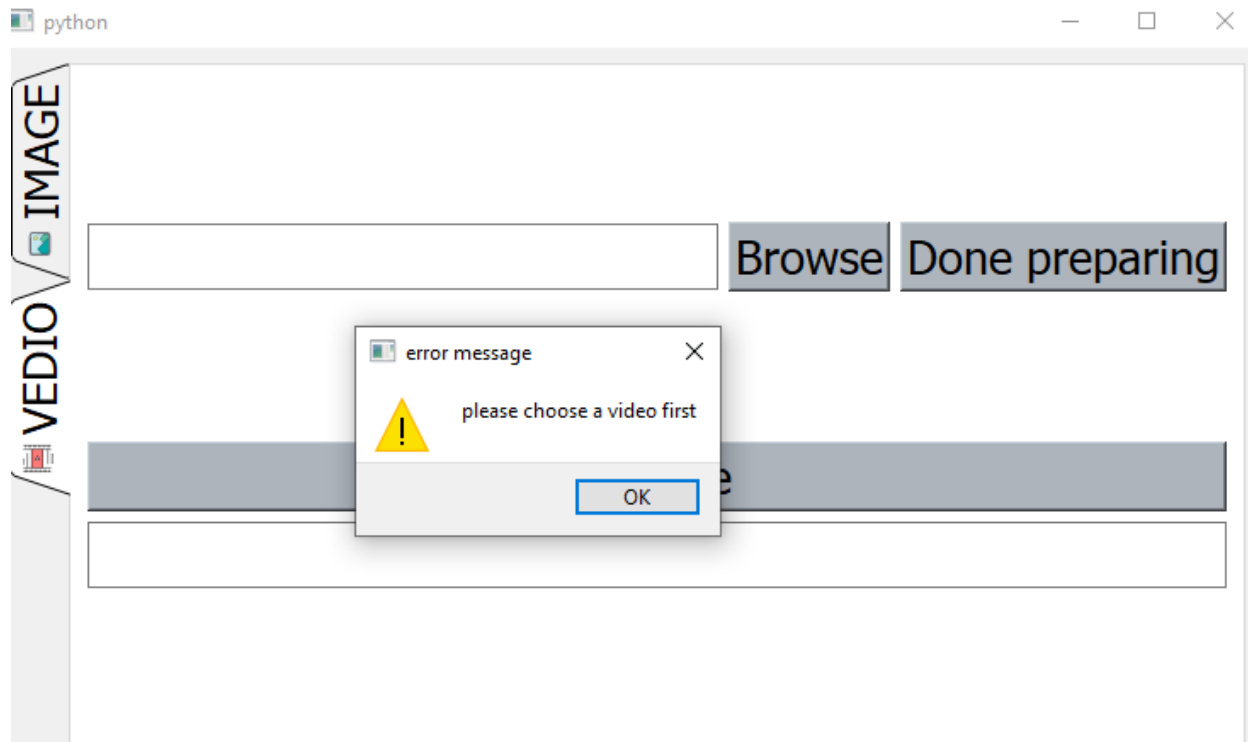 python
IMAGE
VEDIO
Browse
Done preparing
error message
please choose a video first
OK